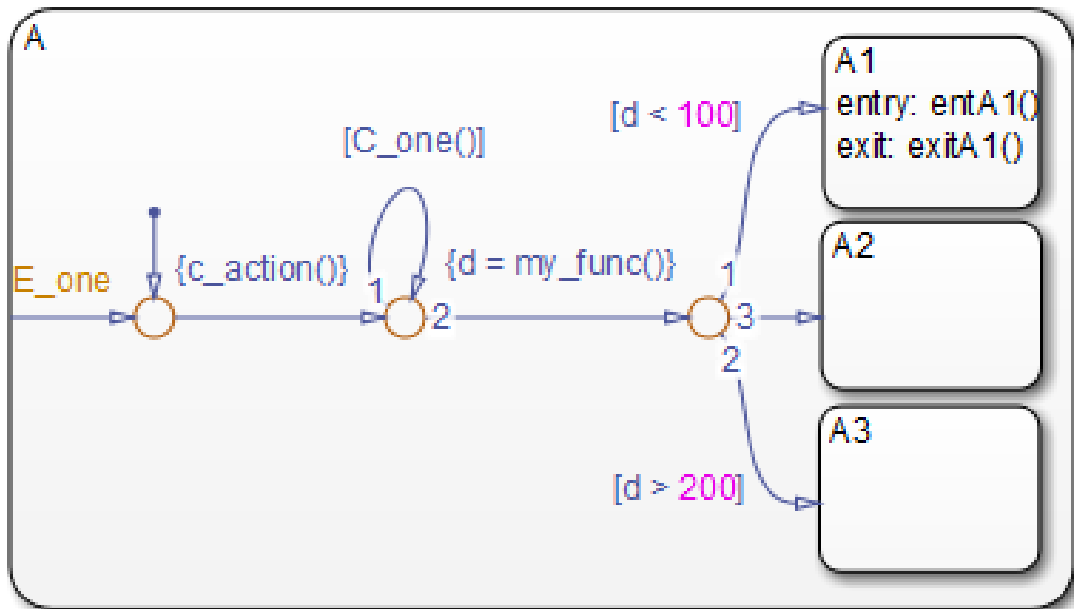 A
A1
entry: entA1()
exit: exitA1()
[d < 100]
[C_one()]
A2
E_one
{c_action()}
{d = my_func()}
1
1
2
3
2
A3
[d > 200]